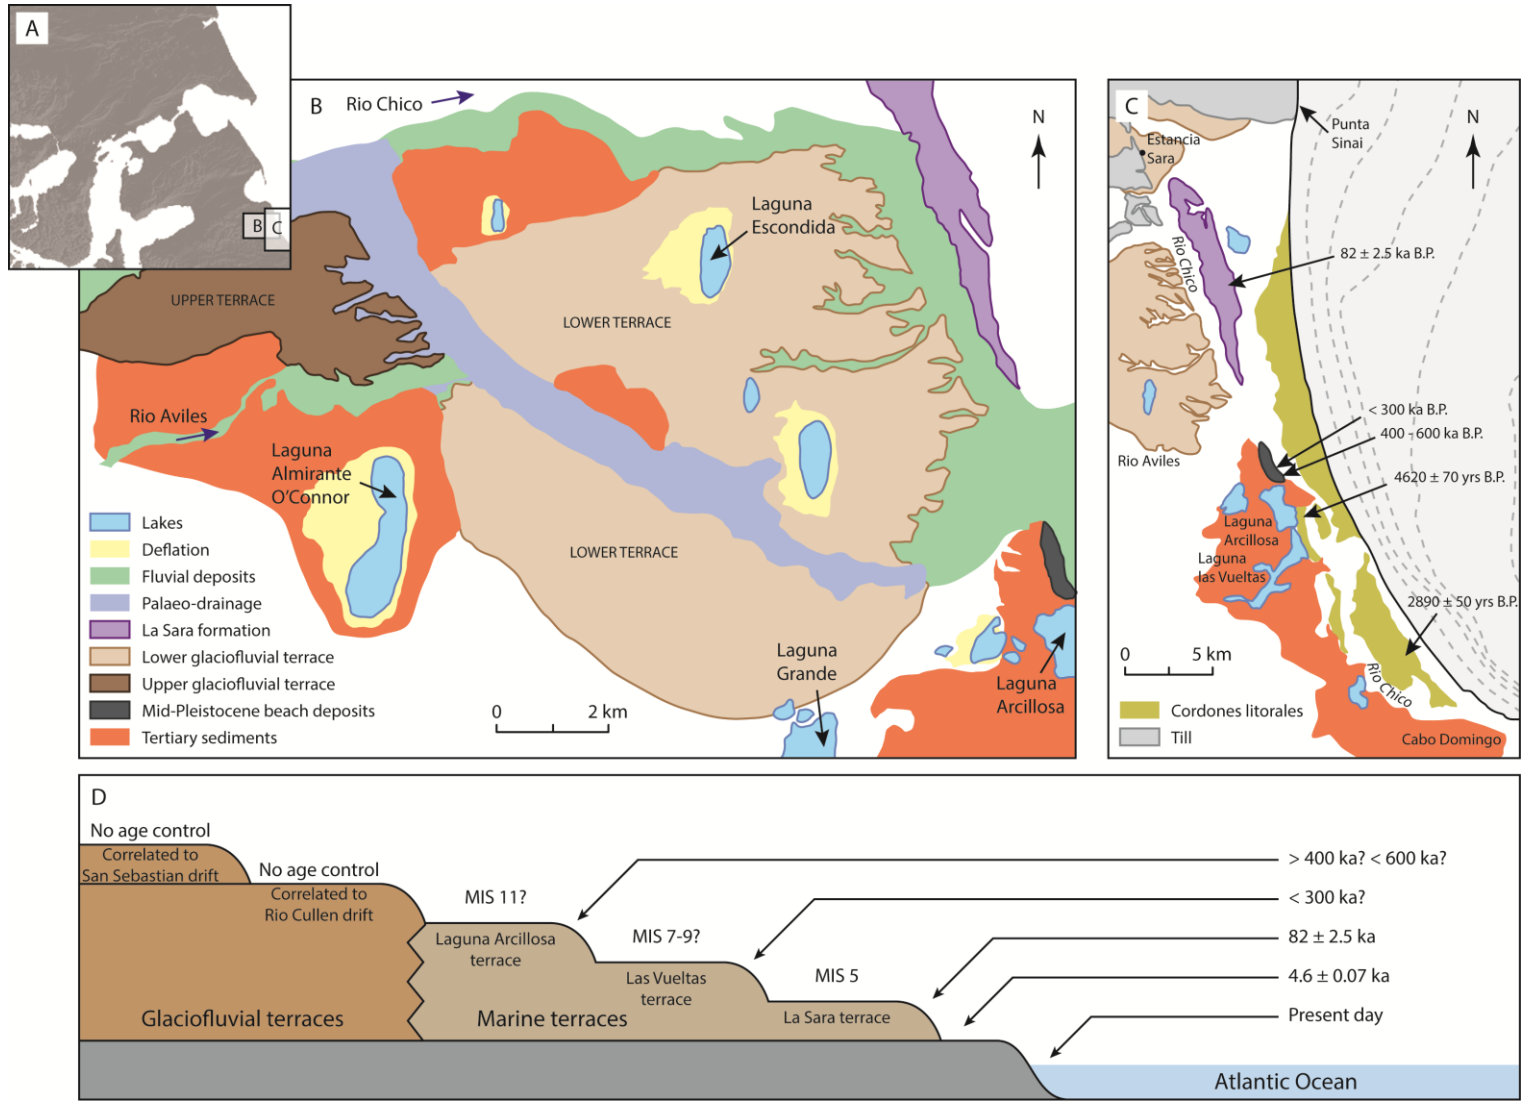 A
B
C
B
Rio Chico
N
Laguna
Escondida
UPPER TERRACE
LOWER TERRACE
Rio Aviles
Laguna
Almirante
O'Connor
LOWER TERRACE
Lakes
Deflation
Fluvial deposits
Palaeo-drainage
La Sara formation
Lower glaciofluvial terrace
Upper glaciofluvial terrace
Mid-Pleistocene beach deposits
Tertiary sediments
0 2 km
Laguna
Grande
Laguna
Arcillosa
C
Punta
Sinai
N
Estancia
Sara
Rio Chico
82 ± 2.5 ka B.P.
< 300 ka B.P.
400 - 600 ka B.P.
4620 ± 70 yrs B.P.
Rio Aviles
Laguna
Arcillosa
Laguna
las Vueltas
2890 ± 50 yrs B.P.
0 5 km
Rio Chico
Cordones litorales
Till
Cabo Domingo
D
No age control
Correlated to
San Sebastian drift
No age control
Correlated to
Rio Cullen drift
MIS 11?
Laguna Arcillosa
terrace
MIS 7-9?
Las Vueltas
terrace
MIS 5
La Sara terrace
Glaciofluvial terraces
Marine terraces
> 400 ka? < 600 ka?
< 300 ka?
82 ± 2.5 ka
4.6 ± 0.07 ka
Present day
Atlantic Ocean